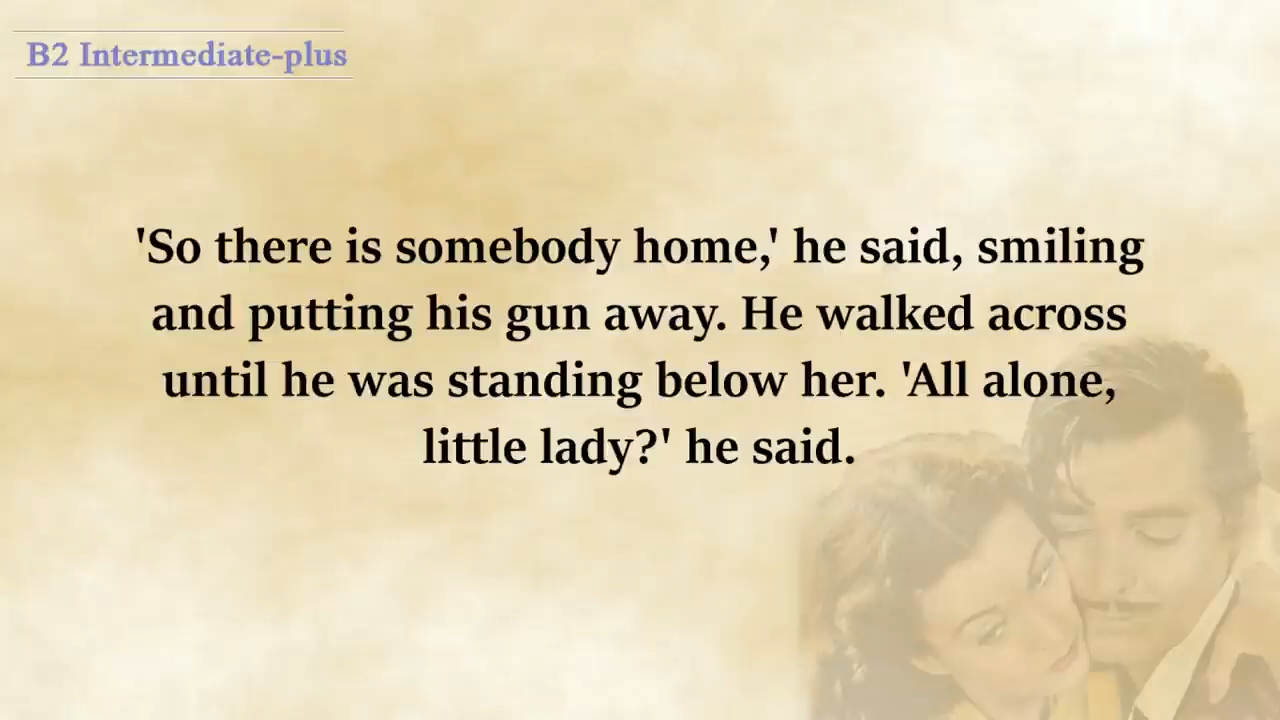 B2 Intermediate-plus
'So there is somebody home,' he said, smiling
and putting his gun away. He walked across
until he was standing below her. 'All alone,
little lady?' he said.